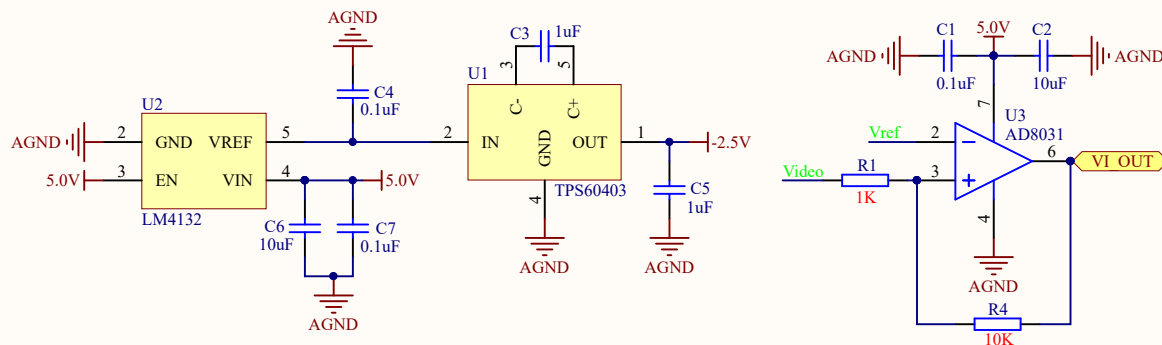 AGND
U2
AGND
2
GND
VREF
5
5.0V
3
EN
VIN
4
5.0V
LM4132
C4
0.1uF
C6
10uF
C7
0.1uF
AGND
C3
1uF
3
5
U1
C-
C+
2
IN
GND
OUT
1
-2.5V
4
TPS60403
C5
1uF
AGND
AGND
C1
5.0V
C2
AGND
AGND
0.1uF
10uF
7
U3
AD8031
Vref
2
6
VI_OUT
Video
R1
3
1K
4
AGND
R4
10K